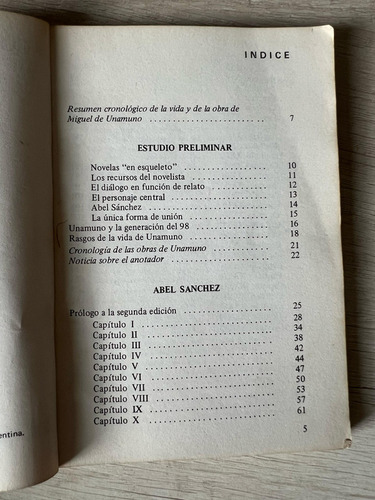 INDICE
Resumen cronológico de la vida y de la obra de
Miguel de Unamuno . . . . . . . . . . . . . . . . . . . . . . . . 7
ESTUDIO PRELIMINAR
Novelas "en esqueleto" 10
Los recursos del novelista . . . . . . . . . . . . . . . . . 11
El diálogo en función de relato . . . . . . . . . . . . . 12
El personaje central . . . . . . . . . . . . . . . . . . . . . 13
Abel Sánchez . . . . . . . . . . . . . . . . . . . . . . . . . 14
La única forma de unión . . . . . . . . . . . . . . . . . . 15
Unamuno y la generación del 98 . . . . . . . . . . . . . . . 16
Rasgos de la vida de Unamuno . . . . . . . . . . . . . . . . 18
Cronología de las obras de Unamuno . . . . . . . . . . . . 21
Noticia sobre el anotador . . . . . . . . . . . . . . . . . . . . 22
ABEL SANCHEZ
Prólogo a la segunda edición . . . . . . . . . . . . . . . . . . 25
Capítulo I . . . . . . . . . . . . . . . . . . . . . . . . 28
Capítulo II . . . . . . . . . . . . . . . . . . . . . . . . 34
Capítulo III . . . . . . . . . . . . . . . . . . . . . . . . 38
Capítulo IV . . . . . . . . . . . . . . . . . . . . . . . . 42
Capítulo V . . . . . . . . . . . . . . . . . . . . . . . . 44
Capítulo VI . . . . . . . . . . . . . . . . . . . . . . . . 47
Capítulo VII . . . . . . . . . . . . . . . . . . . . . . . . 50
Capítulo VIII . . . . . . . . . . . . . . . . . . . . . . . . 53
Capítulo IX . . . . . . . . . . . . . . . . . . . . . . . . 57
Capítulo X . . . . . . . . . . . . . . . . . . . . . . . . 61
5
entina.